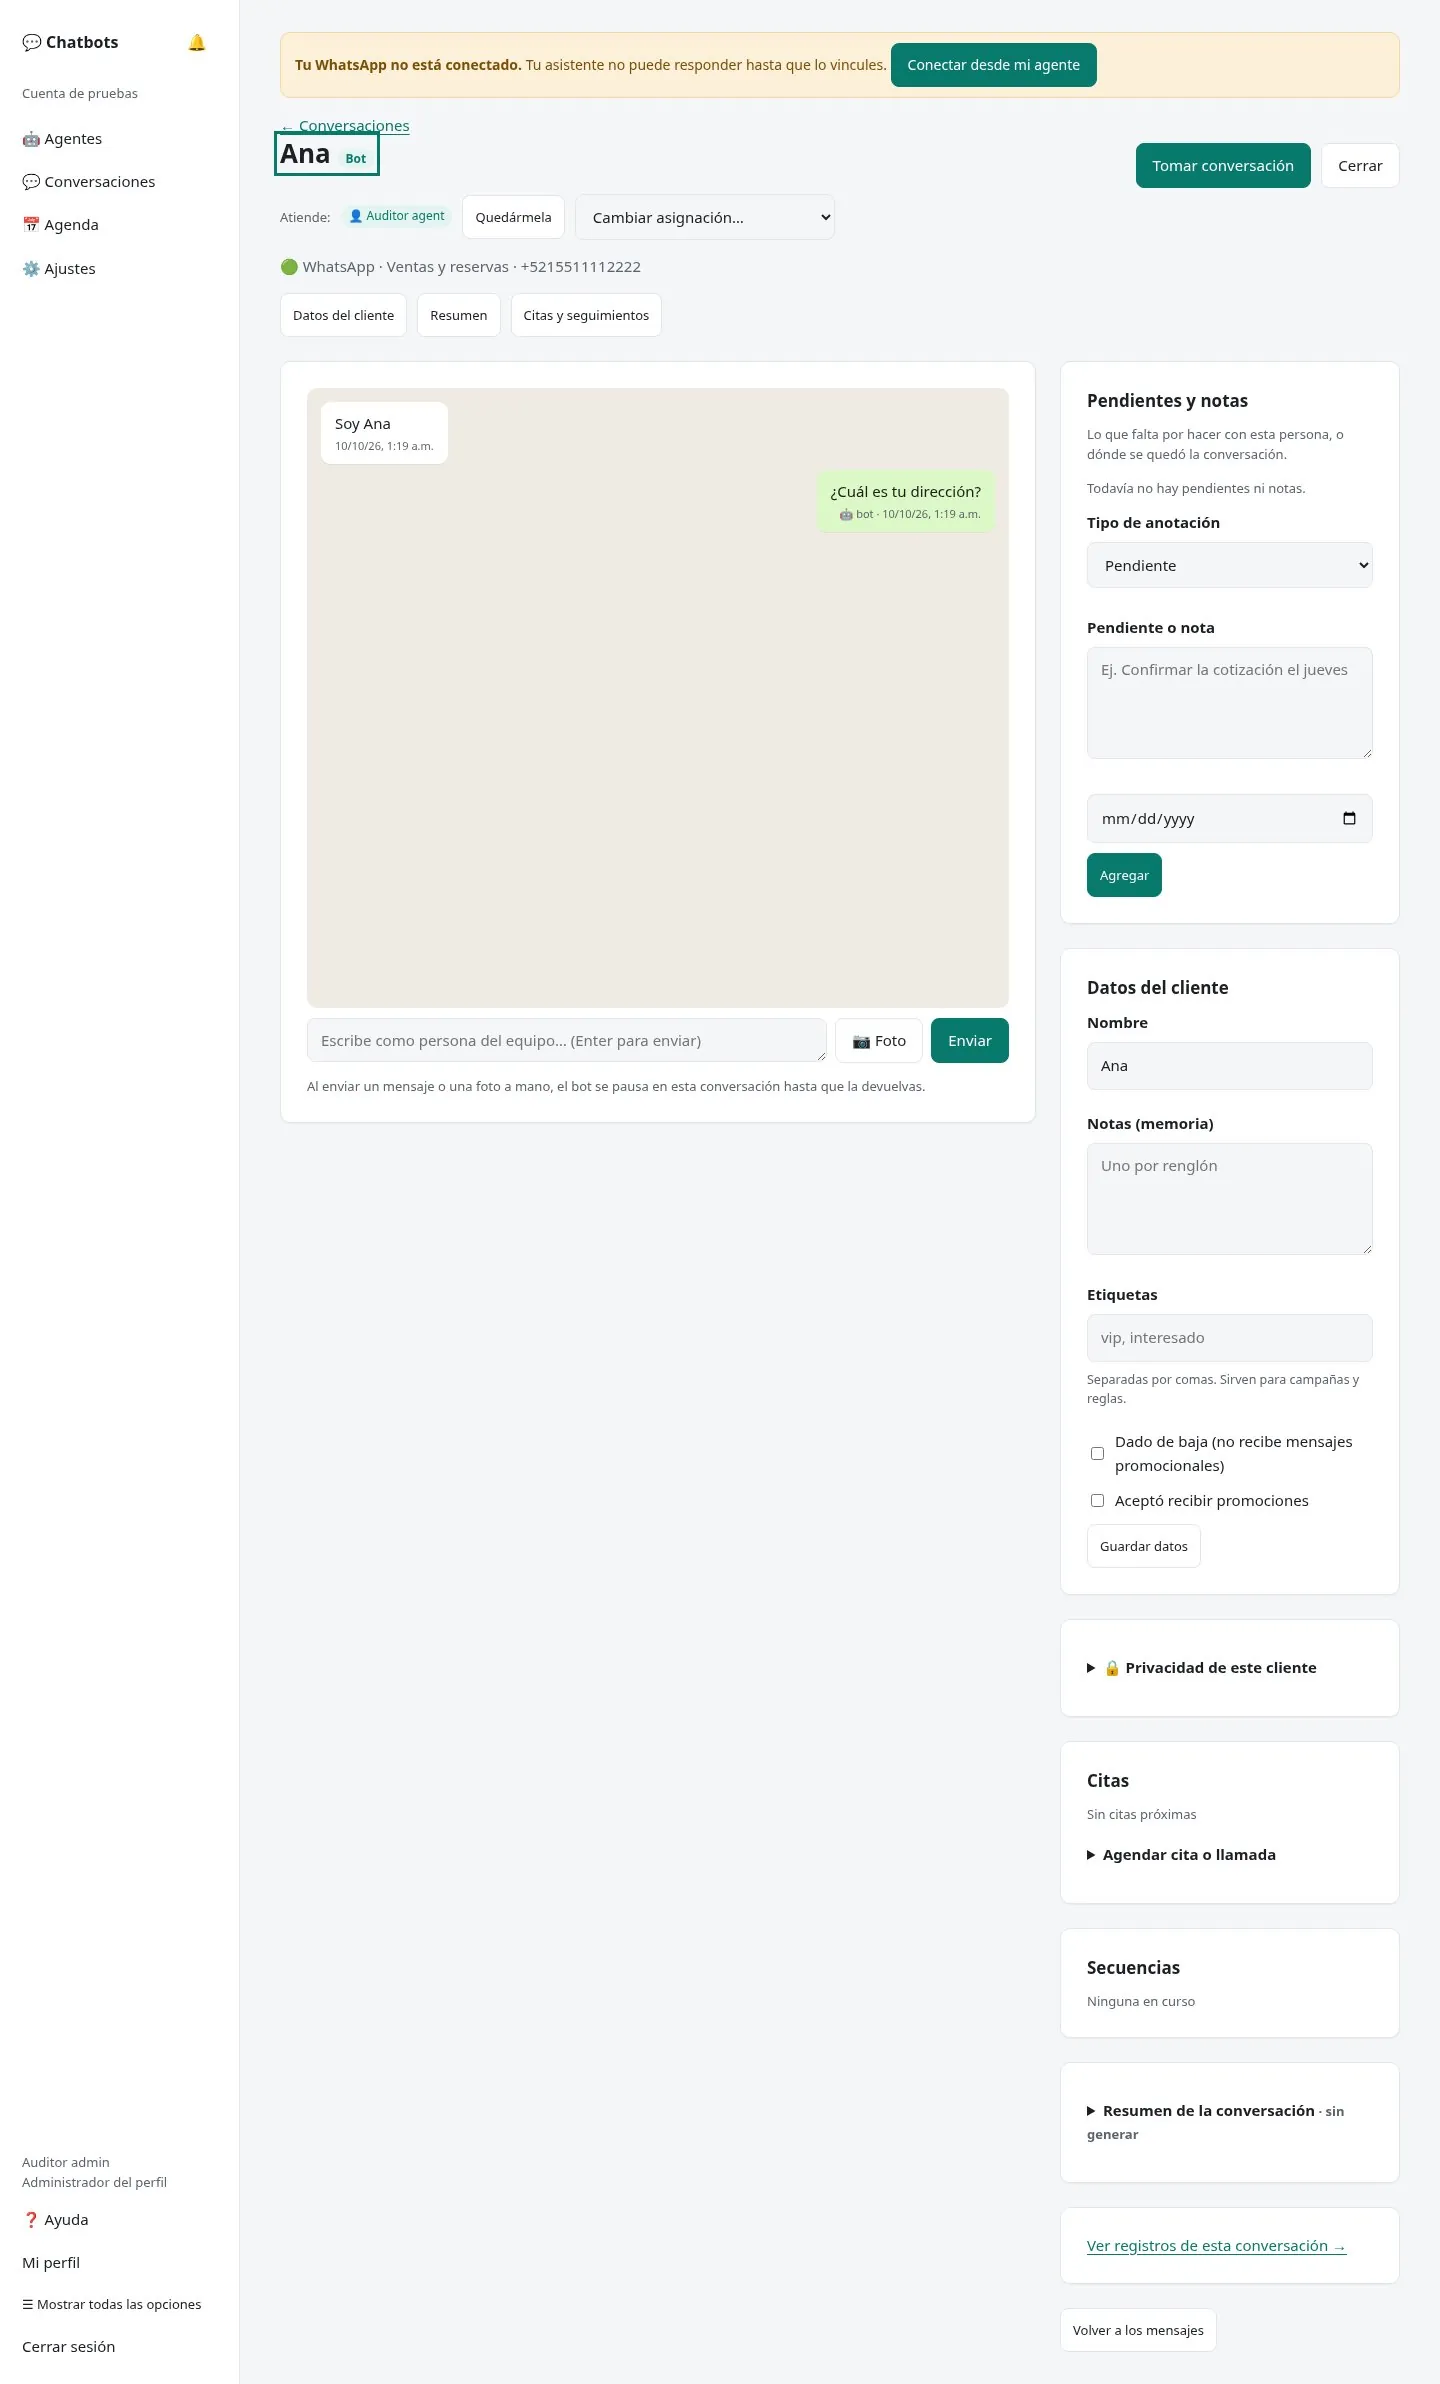 💬 Chatbots 🔔
Cuenta de pruebas
🤖 Agentes
💬 Conversaciones
📅 Agenda
⚙️ Ajustes
Tu WhatsApp no está conectado. Tu asistente no puede responder hasta que lo vincules. Conectar desde mi agente
← Conversaciones
Ana Bot
Tomar conversación Cerrar
Atiende: 👤 Auditor agent Quedármela Cambiar asignación...
🟢 WhatsApp · Ventas y reservas · +5215511112222
Datos del cliente Resumen Citas y seguimientos
Soy Ana
10/10/26, 1:19 a.m.
¿Cuál es tu dirección?
🤖 bot · 10/10/26, 1:19 a.m.
Escribe como persona del equipo... (Enter para enviar) 📷 Foto Enviar
Al enviar un mensaje o una foto a mano, el bot se pausa en esta conversación hasta que la devuelvas.
Pendientes y notas
Lo que falta por hacer con esta persona, o
dónde se quedó la conversación.
Todavía no hay pendientes ni notas.
Tipo de anotación
Pendiente
Pendiente o nota
Ej. Confirmar la cotización el jueves
mm/dd/yyyy
Agregar
Datos del cliente
Nombre
Ana
Notas (memoria)
Uno por renglón
Etiquetas
vip, interesado
Separadas por comas. Sirven para campañas y
reglas.
Dado de baja (no recibe mensajes
promocionales)
Aceptó recibir promociones
Guardar datos
▶ 🔒 Privacidad de este cliente
Citas
Sin citas próximas
▶ Agendar cita o llamada
Secuencias
Ninguna en curso
▶ Resumen de la conversación · sin
generar
Ver registros de esta conversación →
Volver a los mensajes
Auditor admin
Administrador del perfil
❓ Ayuda
Mi perfil
☰ Mostrar todas las opciones
Cerrar sesión